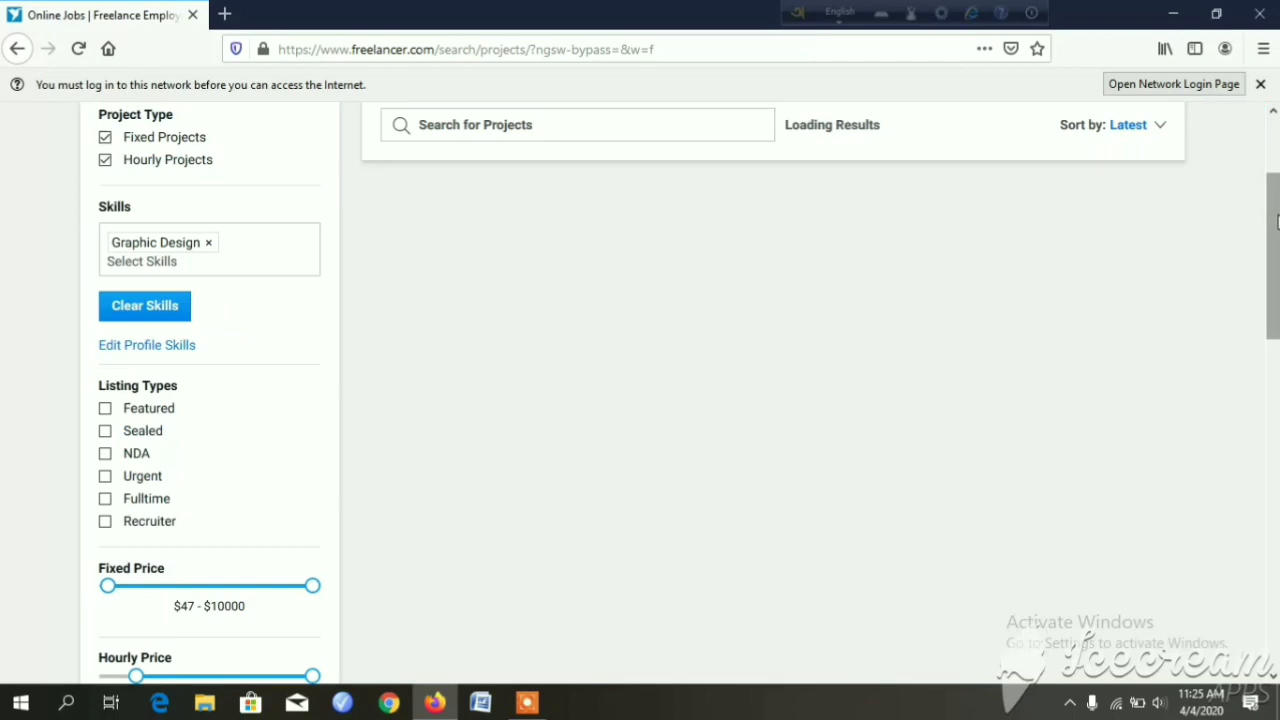 Online Jobs | Freelance Employ
English
https://www.freelancer.com/search/projects/?ngsw-bypass=&w=f
You must log in to this network before you can access the Internet.
Open Network Login Page
Project Type
Fixed Projects
Hourly Projects
Search for Projects
Loading Results
Sort by: Latest
Skills
Graphic Design ×
Select Skills
Clear Skills
Edit Profile Skills
Listing Types
Featured
Sealed
NDA
Urgent
Fulltime
Recruiter
Fixed Price
$47 - $10000
Hourly Price
Activate Windows
Go to Settings to activate Windows.
Icecream
APPS
11:25 AM
4/4/2020